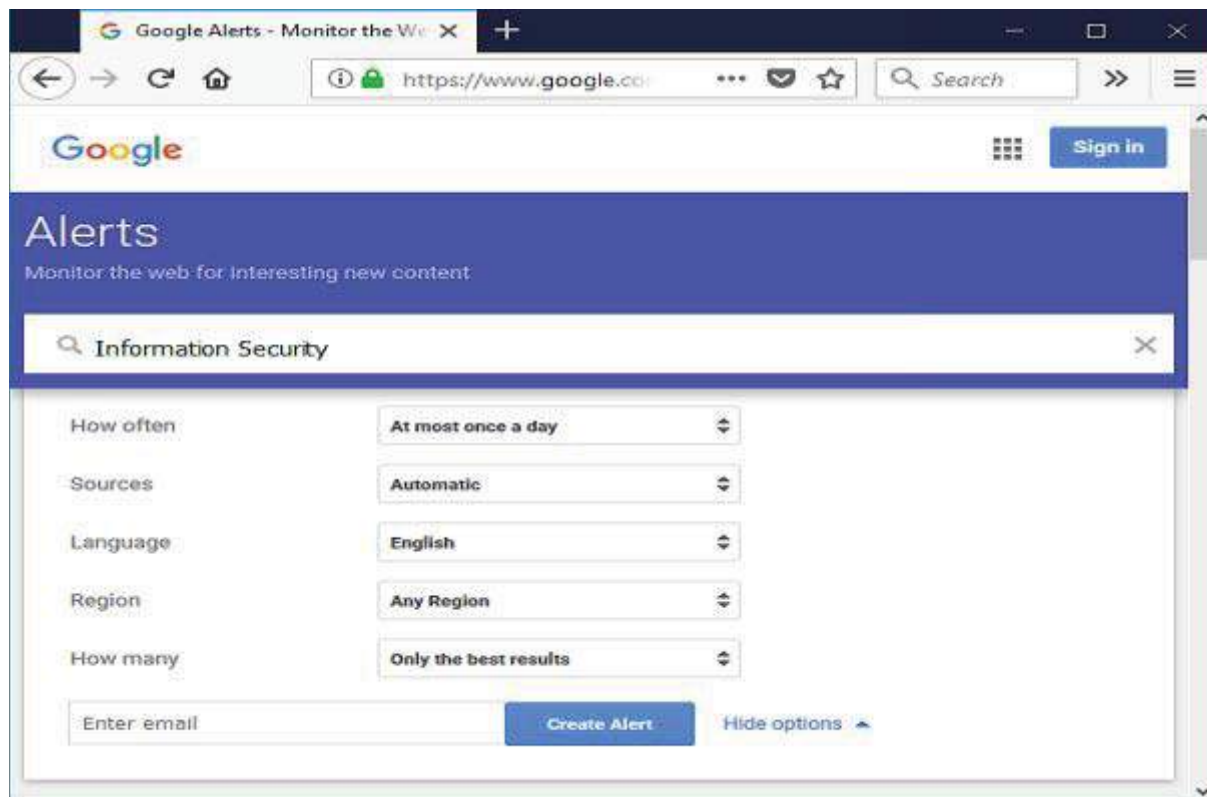 Google Alerts - Monitor the We
https://www.google.co
Search
Google
Sign in
Alerts
Monitor the web for interesting new content
Information Security
How often At most once a day
Sources Automatic
Language English
Region Any Region
How many Only the best results
Enter email Create Alert Hide options